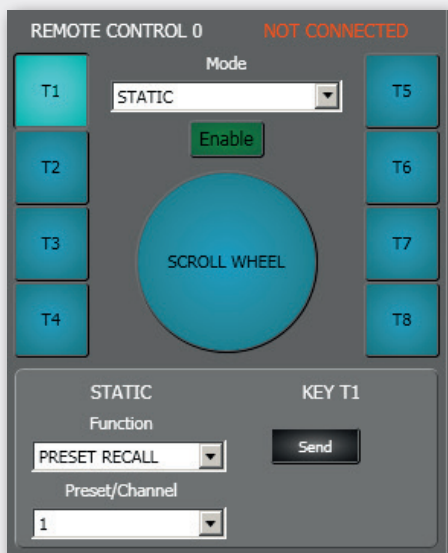 REMOTE CONTROL 0 NOT CONNECTED
Mode
T1 STATIC T5
Enable
T2 T6
T3 SCROLL WHEEL T7
T4 T8
STATIC KEY T1
Function
PRESET RECALL Send
Preset/Channel
1